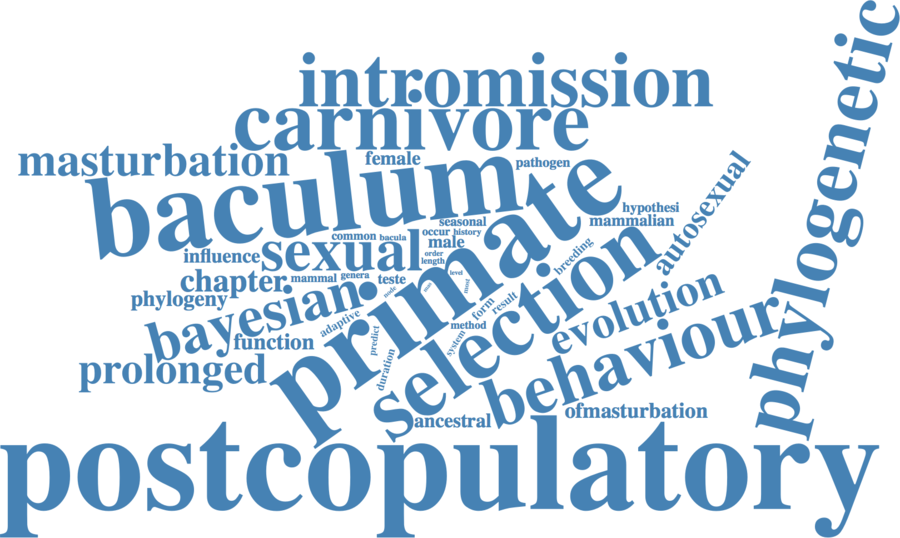 phylogenetic
intromission
carnivore
masturbation
female
pathogen
baculum
primate
autosexual
hypothesi
mammalian
seasonal
occur
history
common
bacula
male
sexual
selection
influence
order
length
breeding
chapter
mammal
genera
teste
level
phylogeny
bayesian
adaptive
form
result
evolution
method
function
predict
system
behaviour
prolonged
duration
ancestral
ofmasturbation
postcopulatory